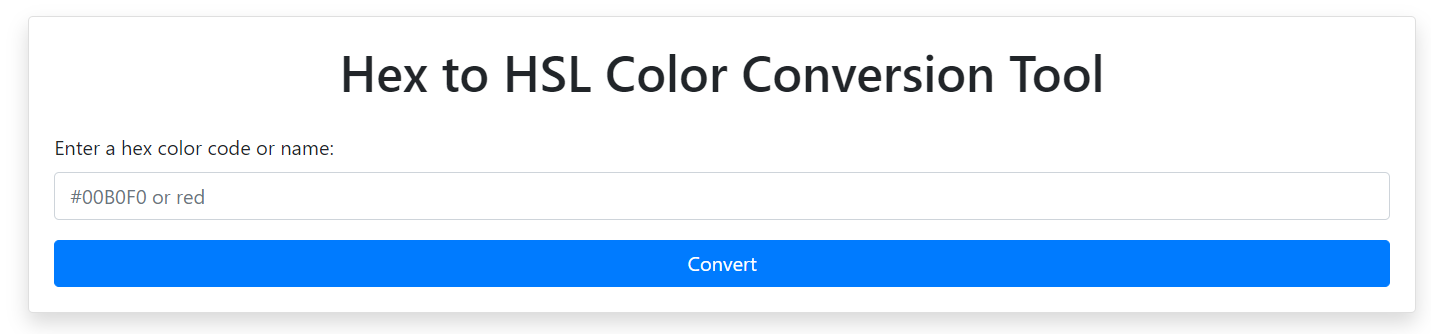 Hex to HSL Color Conversion Tool
Enter a hex color code or name:
#00B0F0 or red
Convert